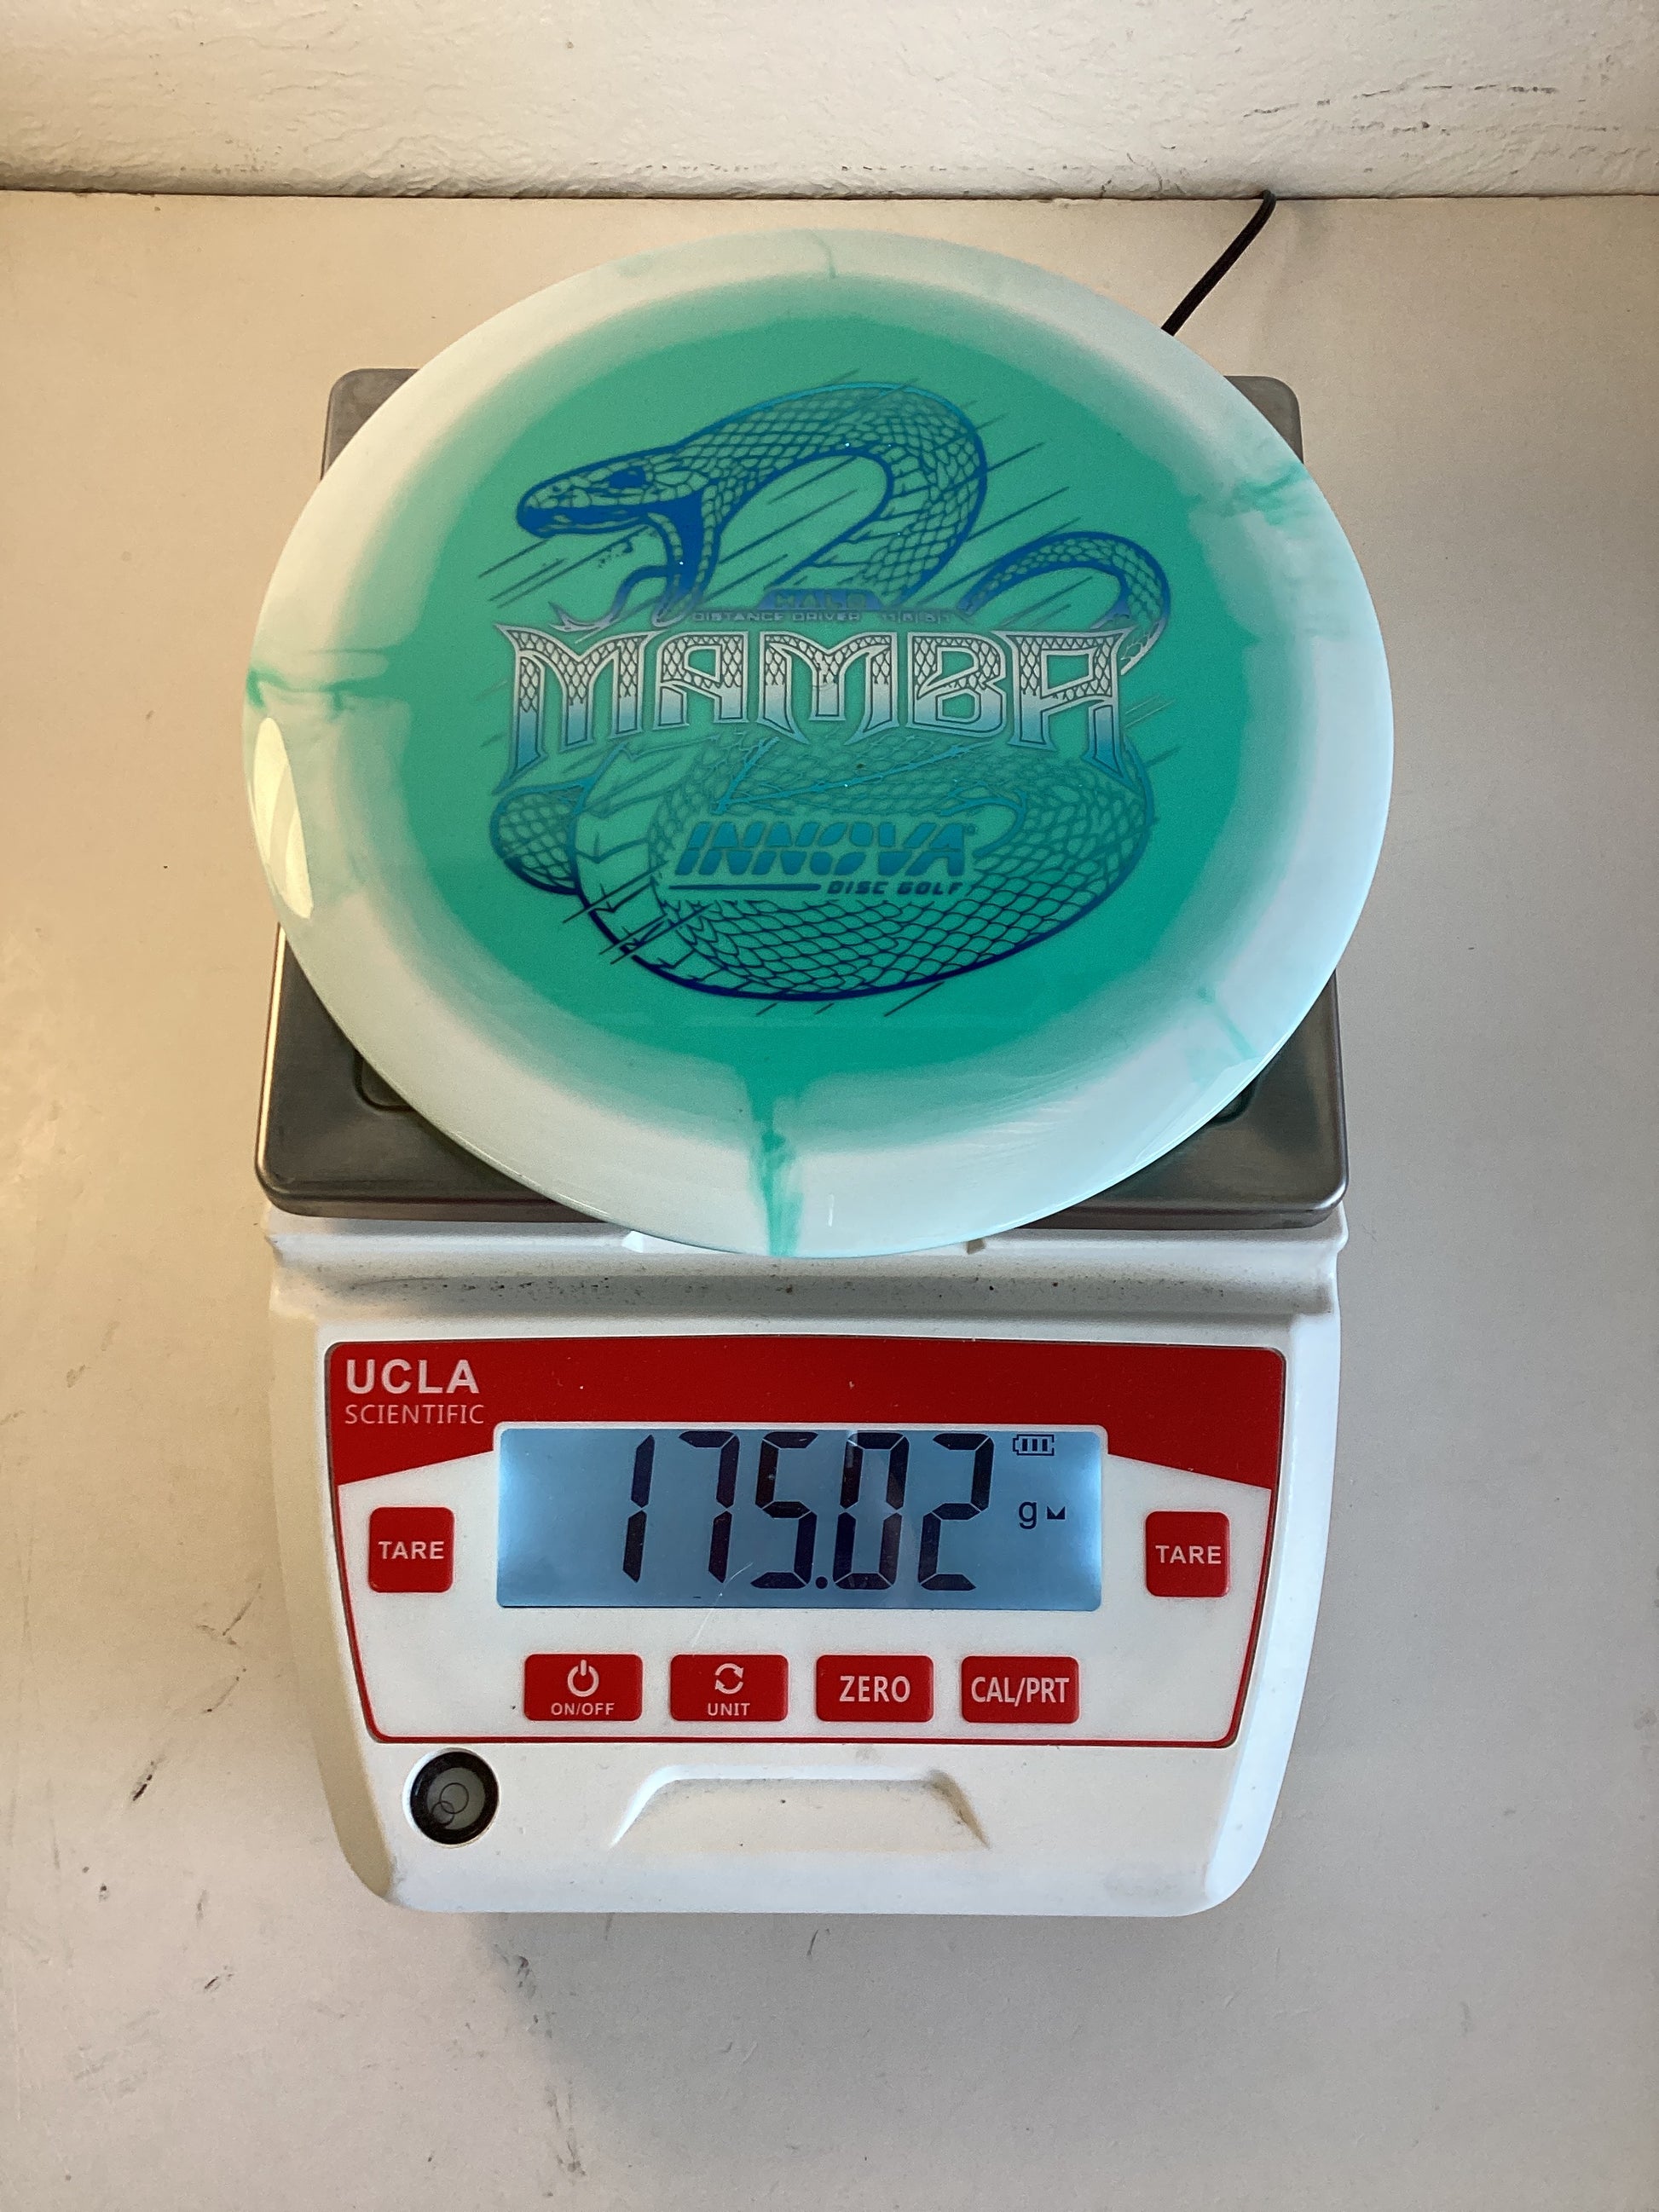 HALO
DISTANCE DRIVER
MAMBA
INNOVA
DISC GOLF
UCLA
SCIENTIFIC
175.02
g
TARE
TARE
ON/OFF
UNIT
ZERO
CAL/PRT